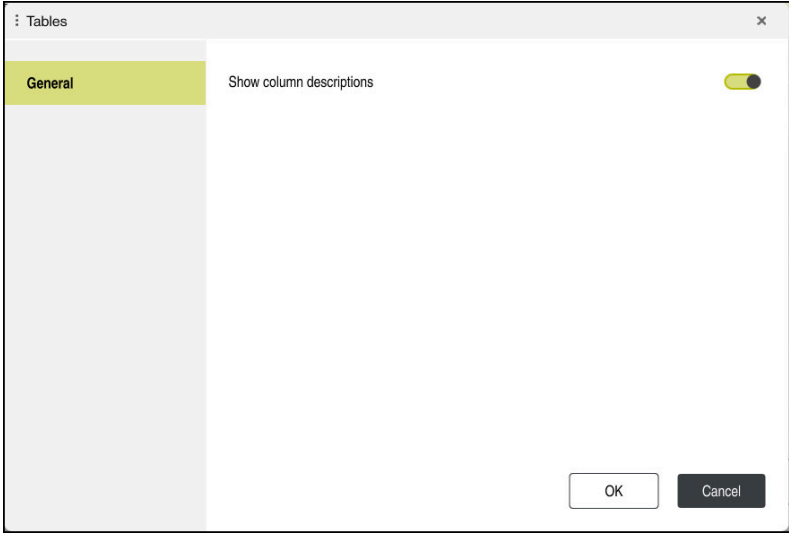 Tables
General
Show column descriptions
OK
Cancel